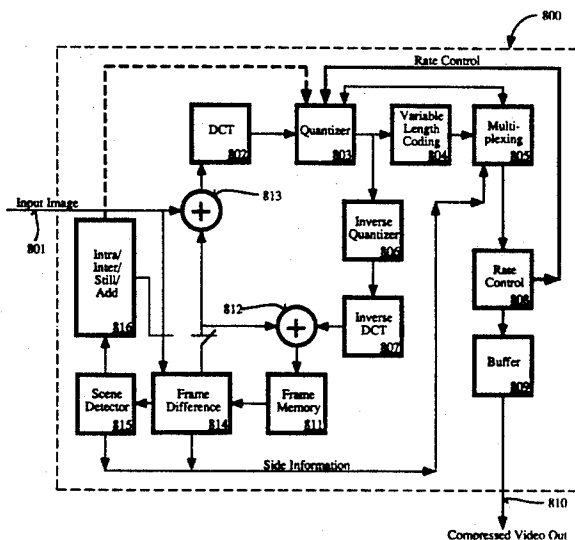 800
Rate Control
DCT
802
Quantizer
803
Variable
Length
Coding
804
Multi-
plexing
805
813
+
Input Image
801
Intra/
Inter/
Still/
Add
816
Inverse
Quantizer
806
Rate
Control
808
812
+
Inverse
DCT
807
Buffer
809
Scene
Detector
815
Frame
Difference
814
Frame
Memory
811
Side Information
810
Compressed Video Out